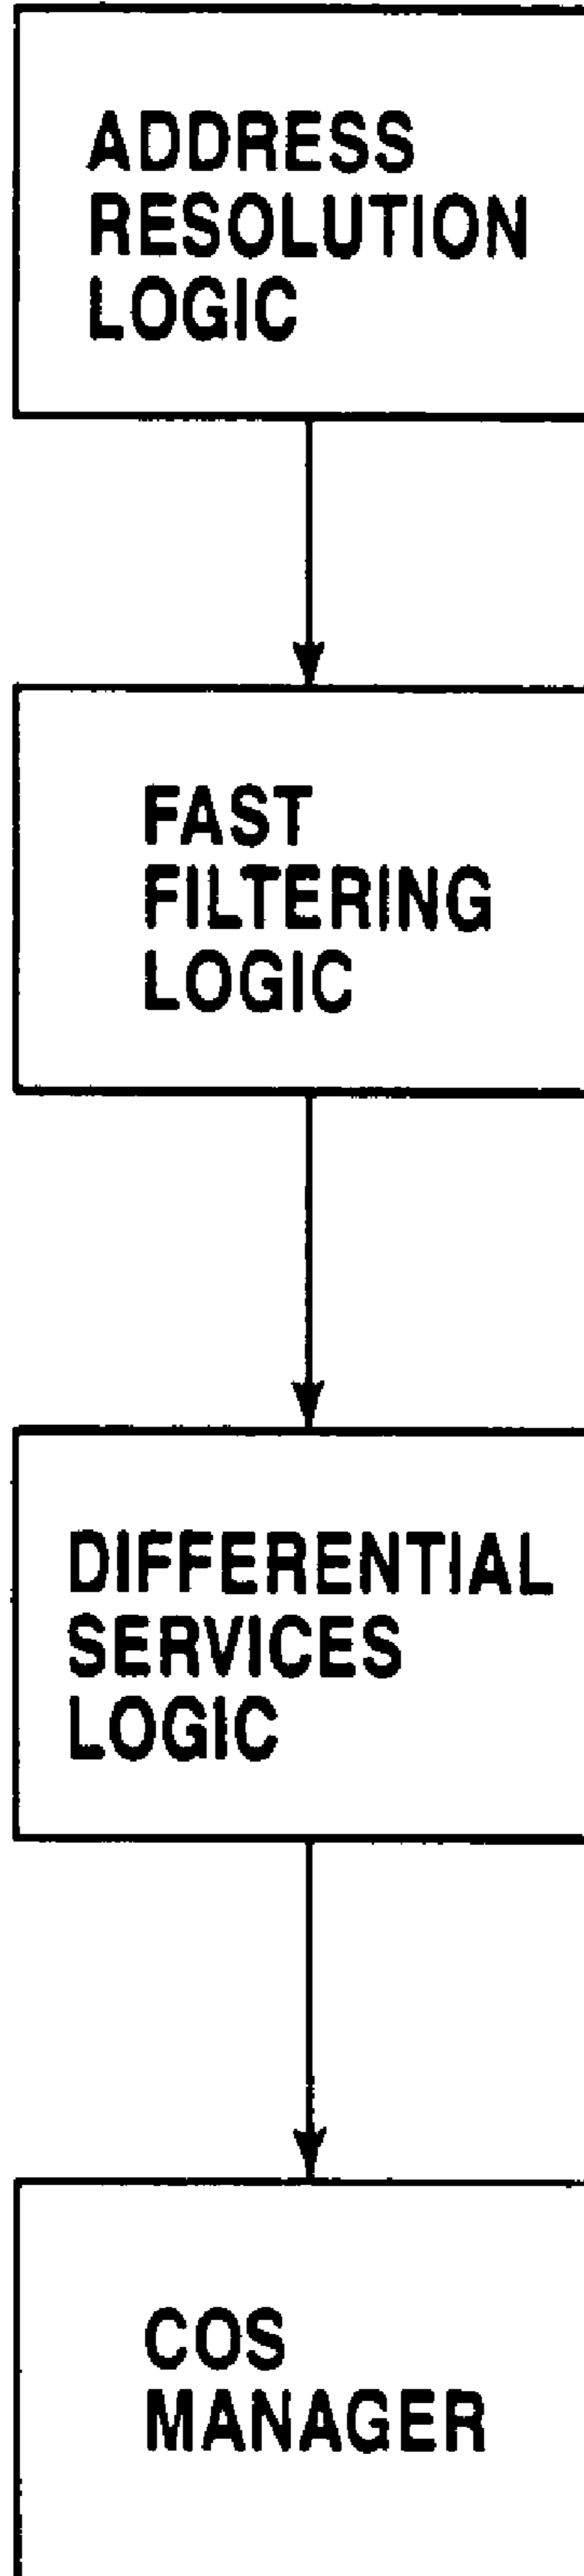 ADDRESS
RESOLUTION
LOGIC
FAST
FILTERING
LOGIC
DIFFERENTIAL
SERVICES
LOGIC
COS
MANAGER